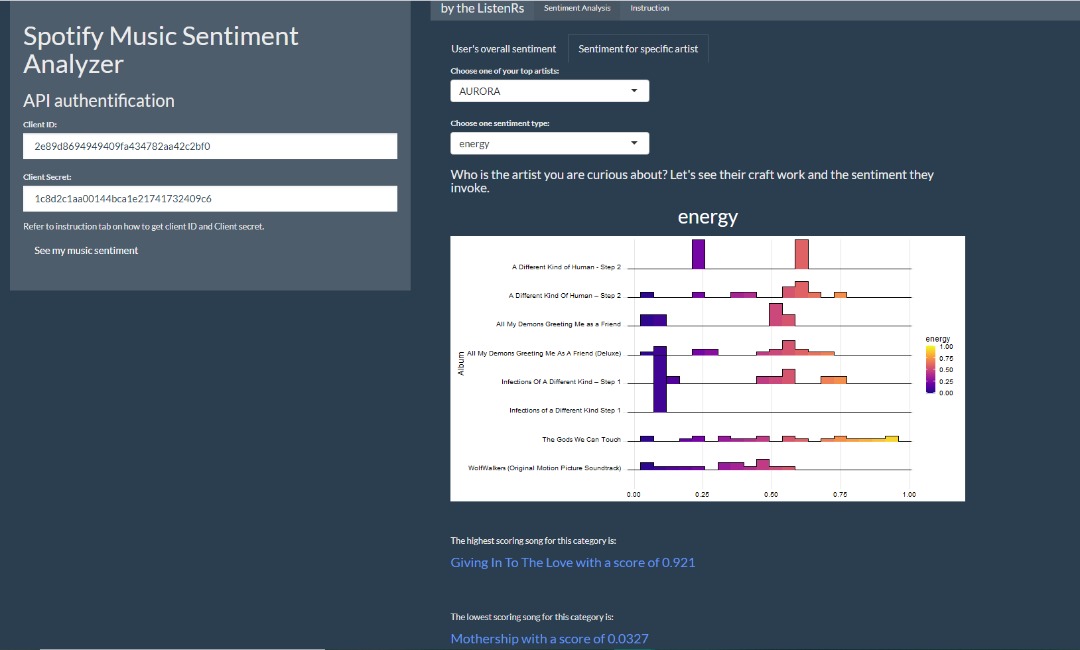 Spotify Music Sentiment
Analyzer
API authentification
Client ID:
2e89d8694949409fa434782aa42c2bf0
Client Secret:
1c8d2c1aa00144bca1e21741732409c6
Refer to instruction tab on how to get client ID and Client secret.
See my music sentiment
by the ListenRs Sentiment Analysis Instruction
User's overall sentiment Sentiment for specific artist
Choose one of your top artists:
AURORA
Choose one sentiment type:
energy
Who is the artist you are curious about? Let's see their craft work and the sentiment they
invoke.
energy
Album
A Different Kind of Human - Step 2
A Different Kind Of Human – Step 2
All My Demons Greeting Me as a Friend
All My Demons Greeting Me As A Friend (Deluxe)
Infections Of A Different Kind – Step 1
Infections of a Different Kind Step 1
The Gods We Can Touch
WolfWalkers (Original Motion Picture Soundtrack)
0.00 0.25 0.50 0.75 1.00
energy
1.00
0.75
0.50
0.25
0.00
The highest scoring song for this category is:
Giving In To The Love with a score of 0.921
The lowest scoring song for this category is:
Mothership with a score of 0.0327